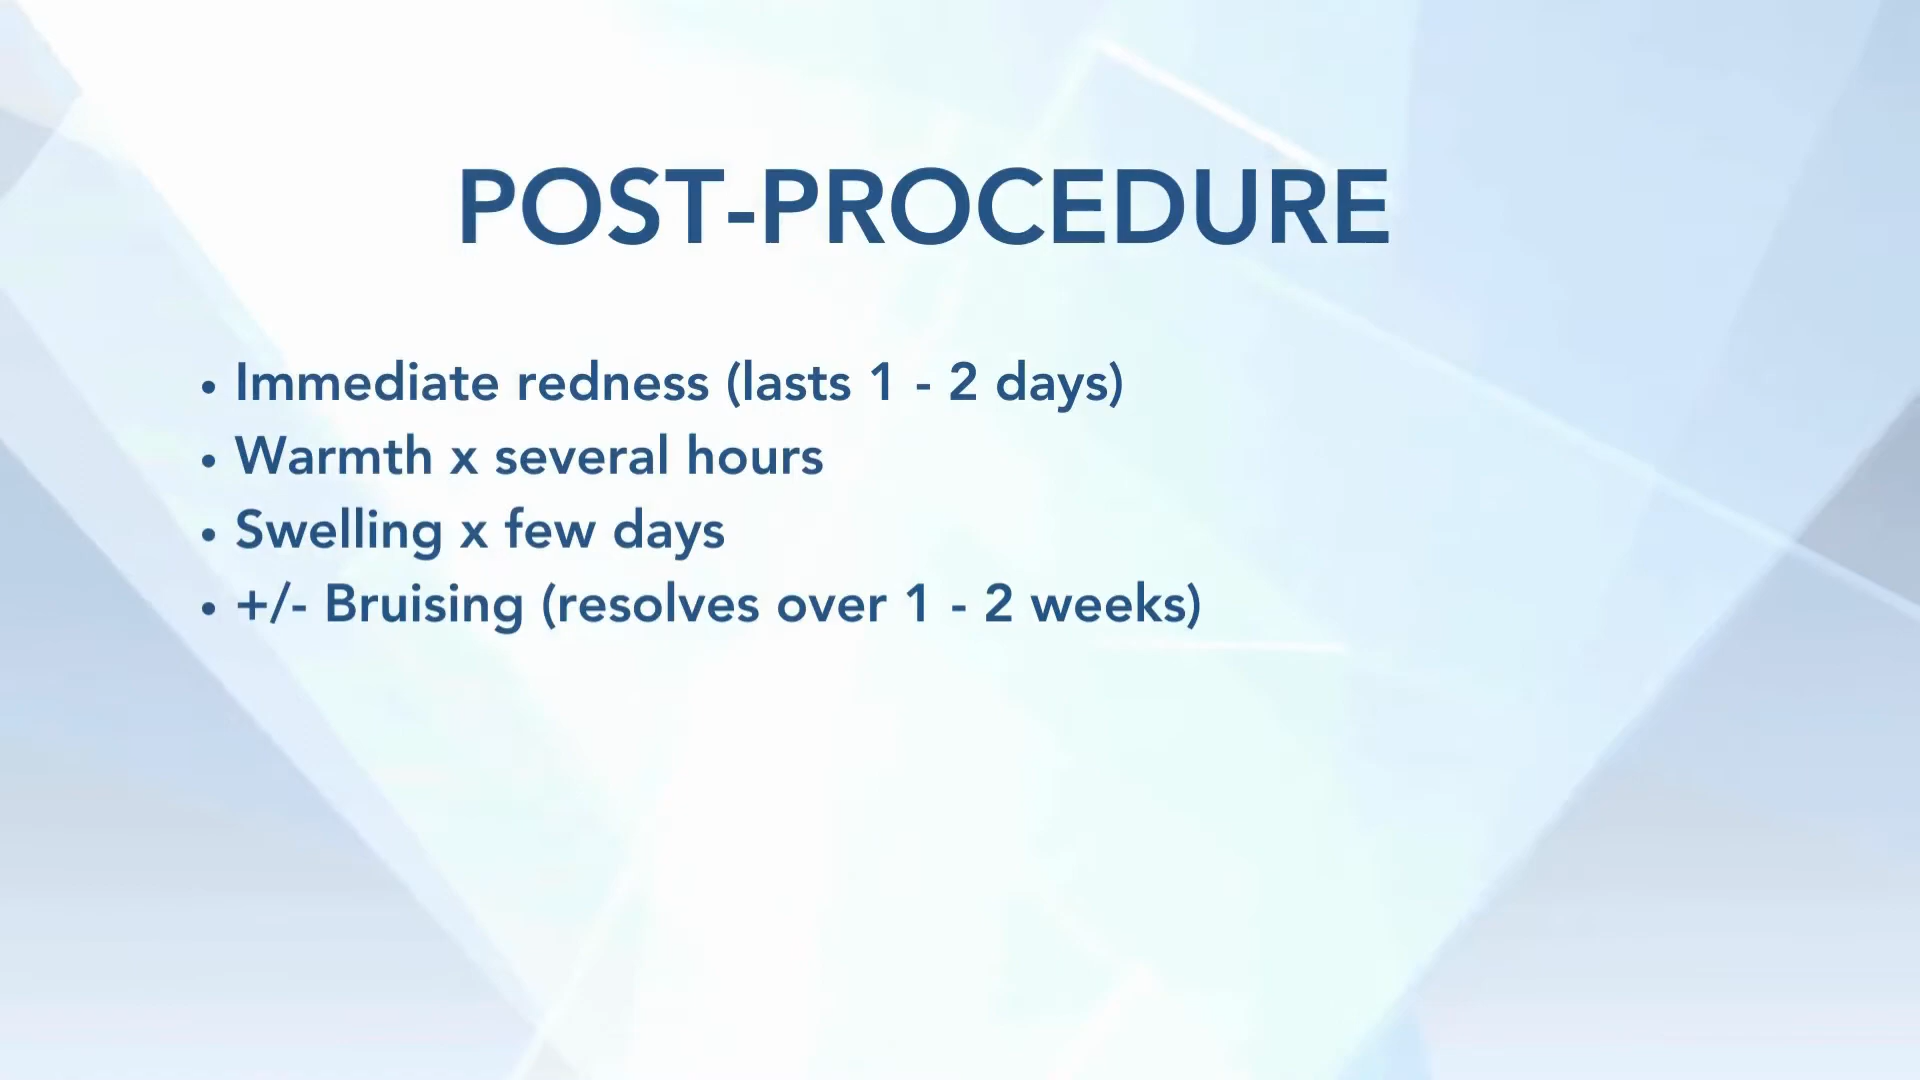 POST-PROCEDURE
• Immediate redness (lasts 1 - 2 days)
• Warmth x several hours
• Swelling x few days
• +/- Bruising (resolves over 1 - 2 weeks)